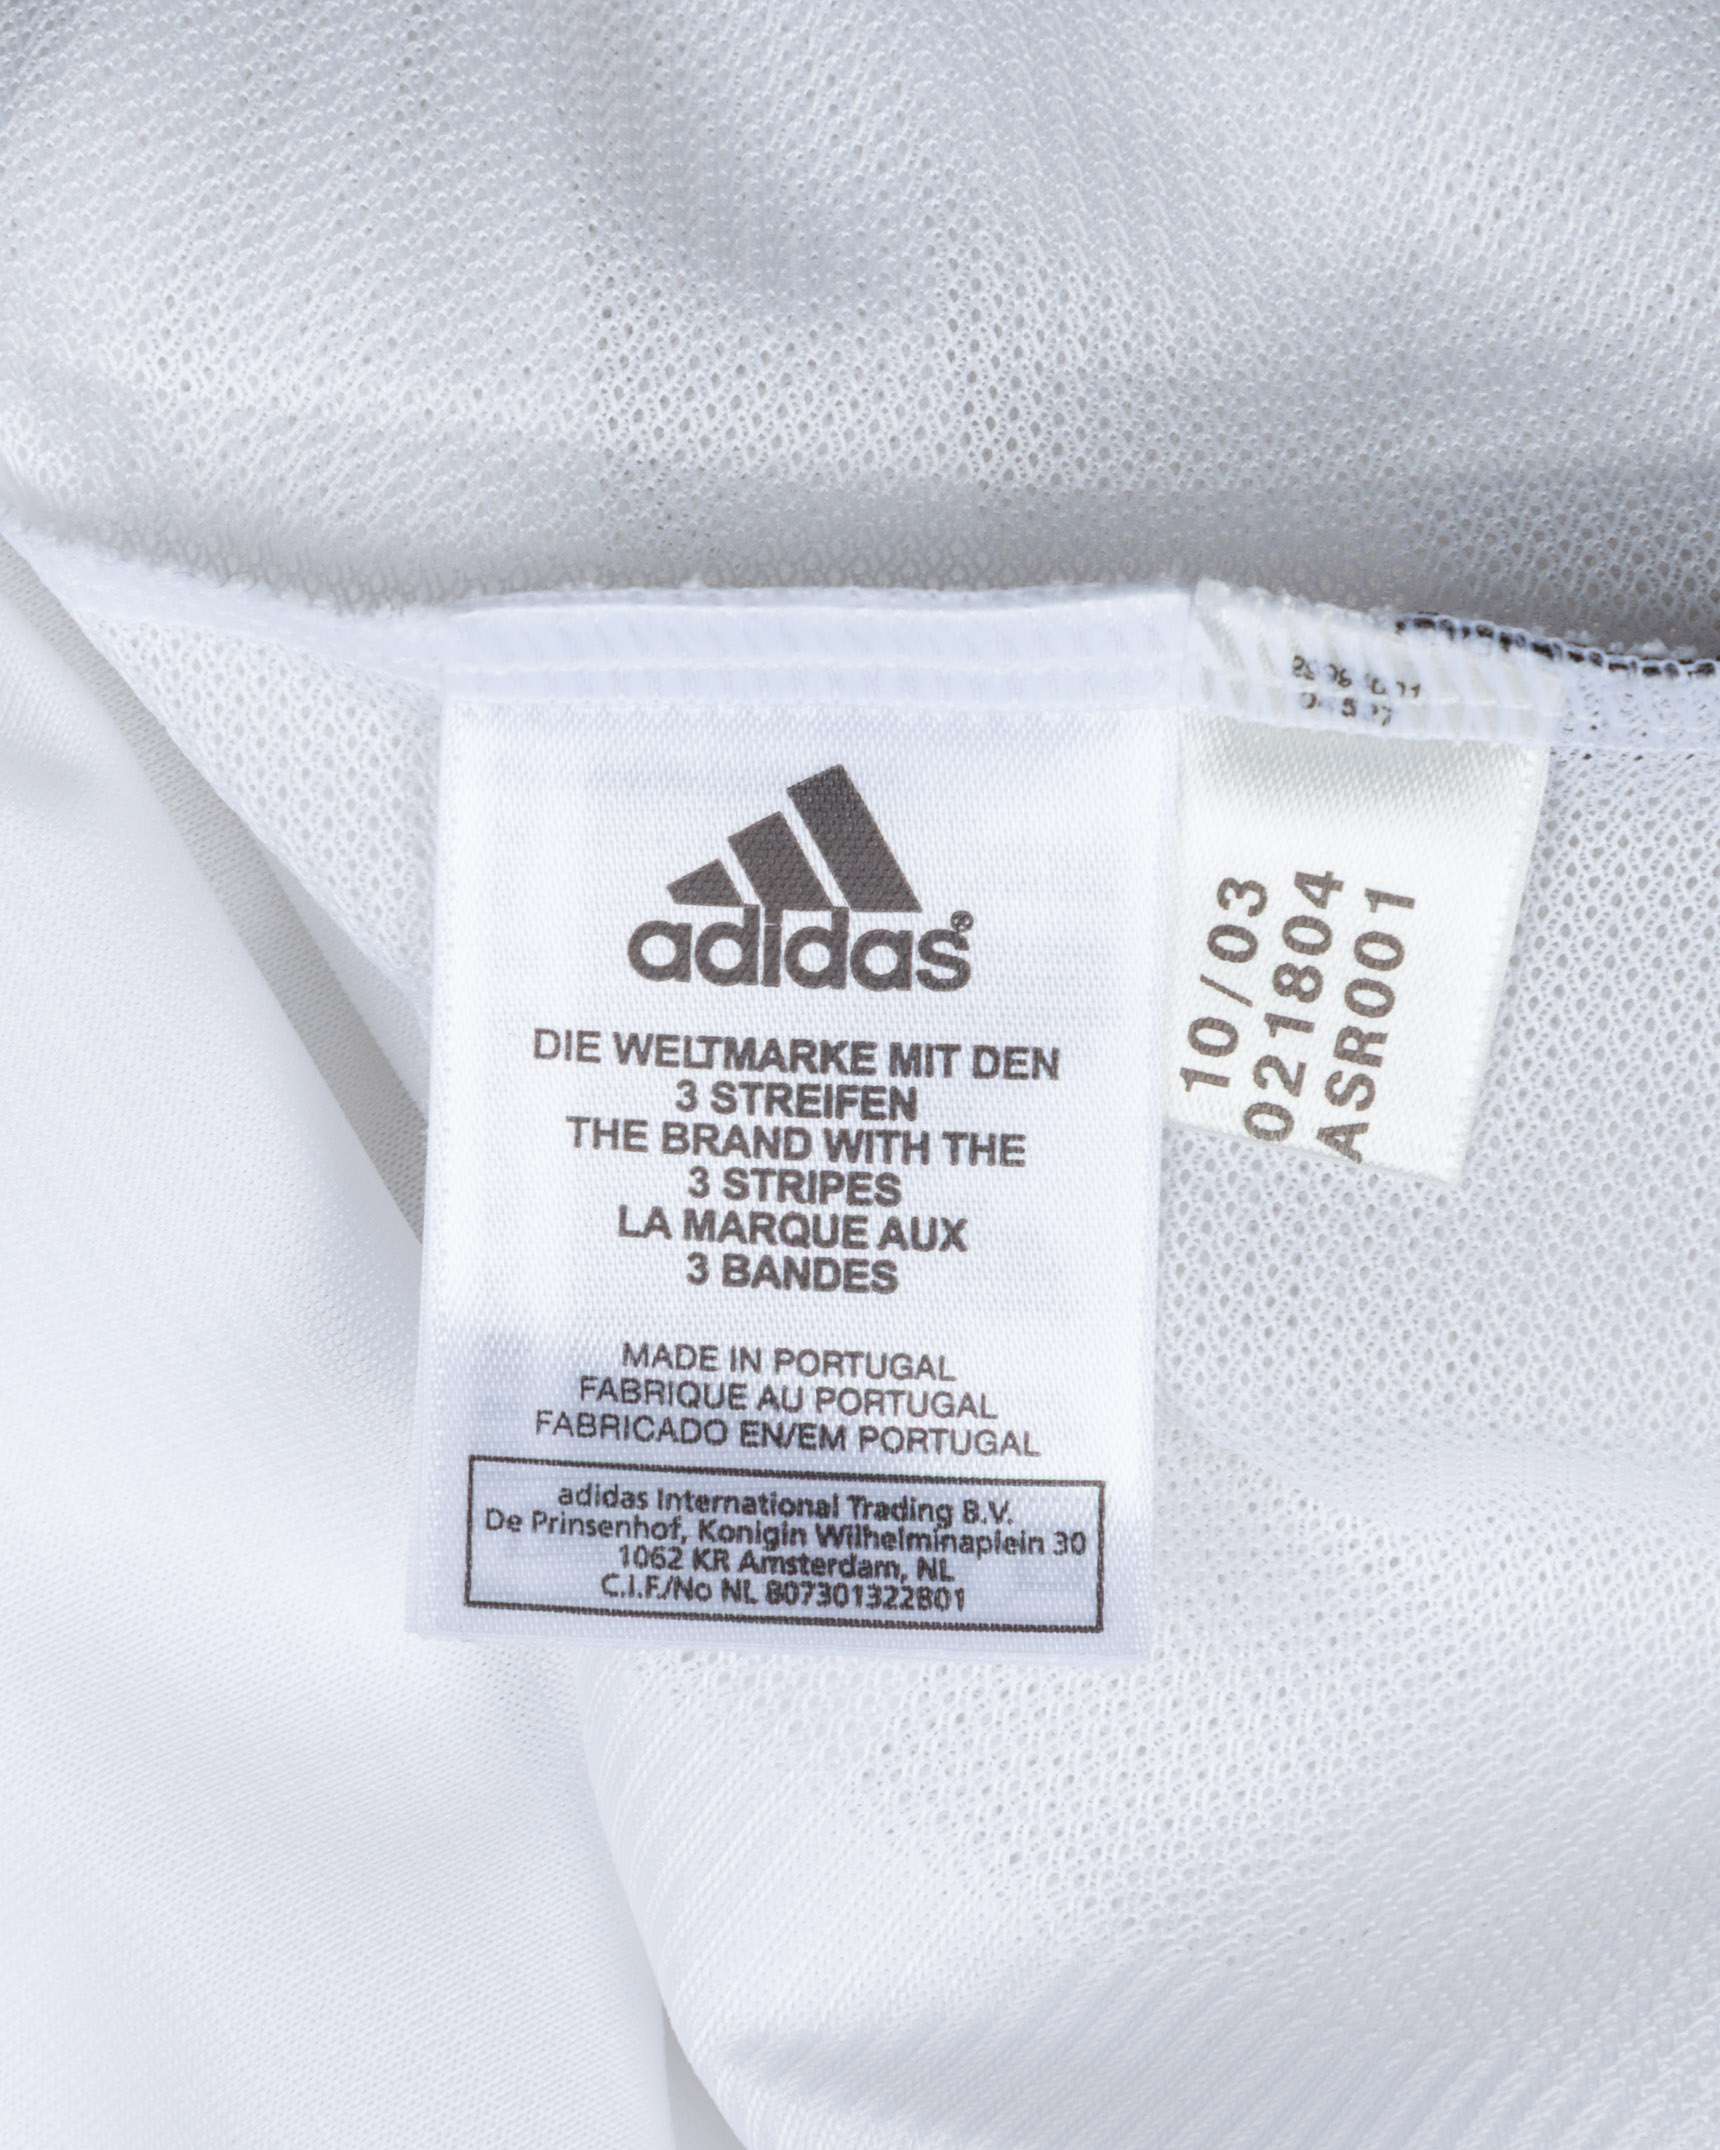 adidas®
DIE WELTMARKE MIT DEN
3 STREIFEN
THE BRAND WITH THE
3 STRIPES
LA MARQUE AUX
3 BANDES
MADE IN PORTUGAL
FABRIQUE AU PORTUGAL
FABRICADO EN/EM PORTUGAL
adidas International Trading B.V.
De Prinsenhof, Konigin Wilhelminaplein 30
1062 KR Amsterdam, NL
C.I.F./No NL 807301322B01
10/03
021804
ASR001